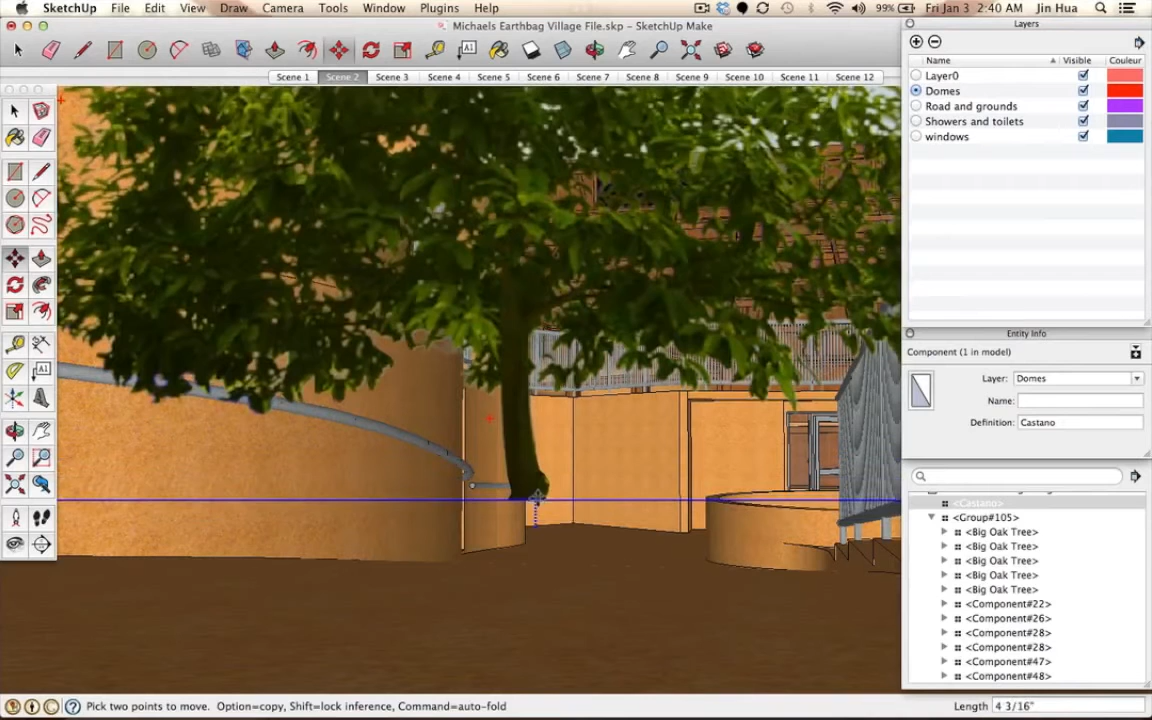 SketchUp File Edit View Draw Camera Tools Window Plugins Help 99% Fri Jan 3 2:40 AM Jin Hua
Michaels Earthbag Village File.skp - SketchUp Make
A1
Scene 1 Scene 2 Scene 3 Scene 4 Scene 5 Scene 6 Scene 7 Scene 8 Scene 9 Scene 10 Scene 11 Scene 12
A1
Layers
Name Visible Couleur
Layer0
Domes
Road and grounds
Showers and toilets
windows
Entity Info
Component (1 in model)
Layer: Domes
Name:
Definition: Castano
<Castano>
<Group#105>
<Big Oak Tree>
<Big Oak Tree>
<Big Oak Tree>
<Big Oak Tree>
<Big Oak Tree>
<Component#22>
<Component#26>
<Component#28>
<Component#28>
<Component#47>
<Component#48>
Pick two points to move. Option=copy, Shift=lock inference, Command=auto-fold
Length 4 3/16"